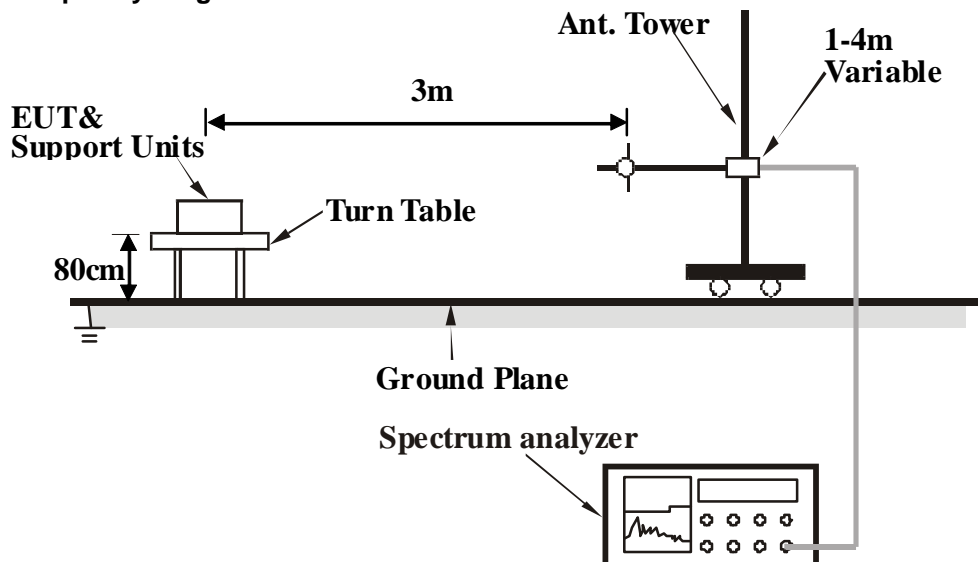 Ant. Tower
1-4m
Variable
3m
EUT&
Support Units
Turn Table
80cm
Ground Plane
Spectrum analyzer